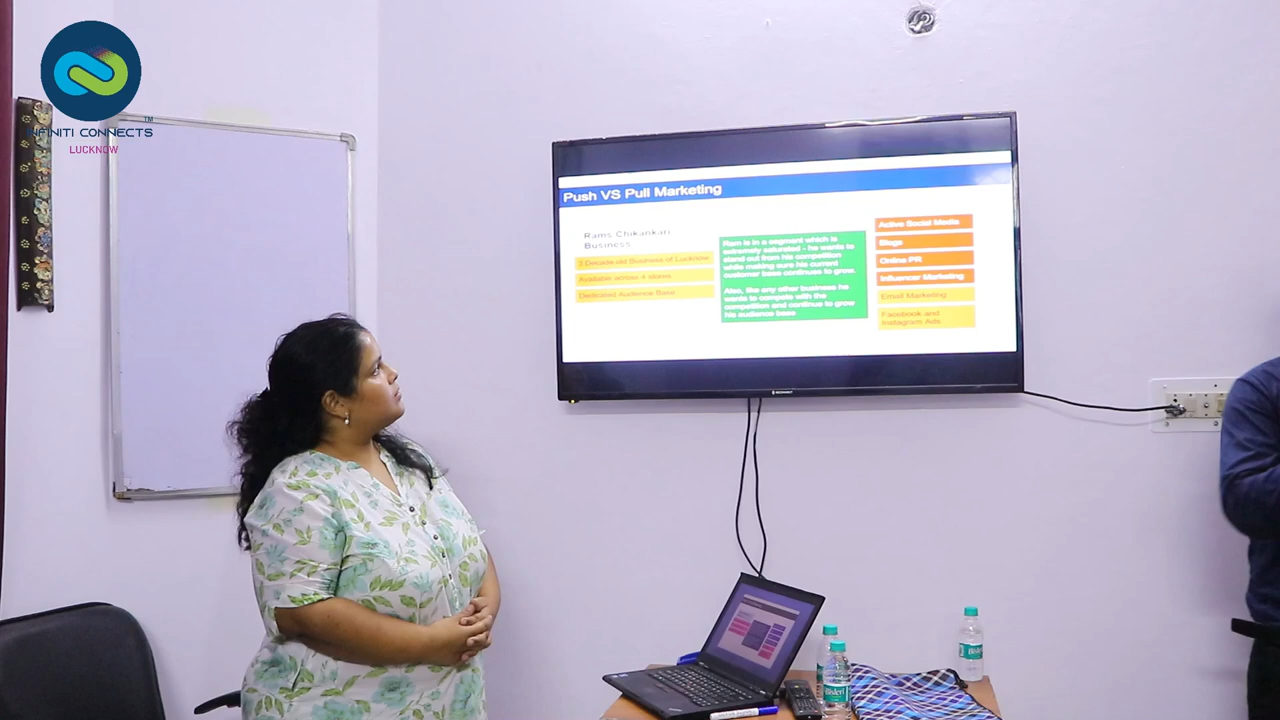 TM
INFINITI CONNECTS
LUCKNOW
Push VS Pull Marketing
Rams Chikankari
Business
3 Decade old Business of Lucknow
Available across 4 stores
Dedicated Audience Base
Ram is in a segment which is
extremely saturated - he wants to
stand out from his competition
while making sure his current
customer base continues to grow.
Also, like any other business he
wants to compete with the
competition and continue to grow
his audience base
Active Social Media
Blogs
Online PR
Influencer Marketing
Email Marketing
Facebook and
Instagram Ads
Bisleri
Bisleri